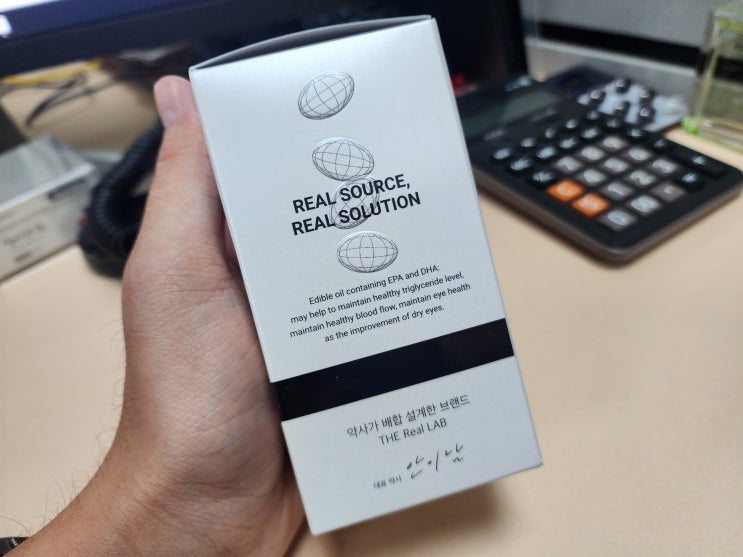 REAL SOURCE,
REAL SOLUTION
Edible oil containing EPA and DHA:
may help to maintain healthy triglyceride level,
maintain healthy blood flow, maintain eye health
as the improvement of dry eyes.
약사가 배합 설계한 브랜드
THE Real LAB
대표 약사